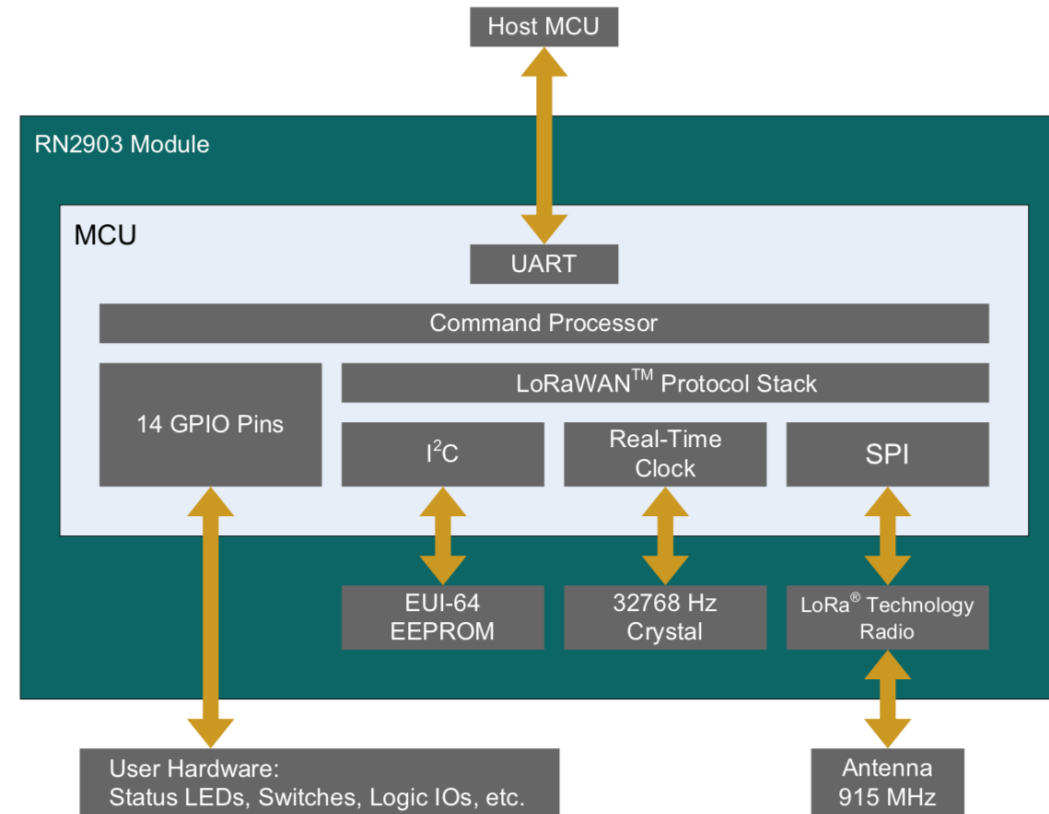 Host MCU
RN2903 Module
MCU
UART
Command Processor
LoRaWAN™ Protocol Stack
14 GPIO Pins
I²C
Real-Time
Clock
SPI
EUI-64
EEPROM
32768 Hz
Crystal
LoRa® Technology
Radio
User Hardware:
Status LEDs, Switches, Logic IOs, etc.
Antenna
915 MHz